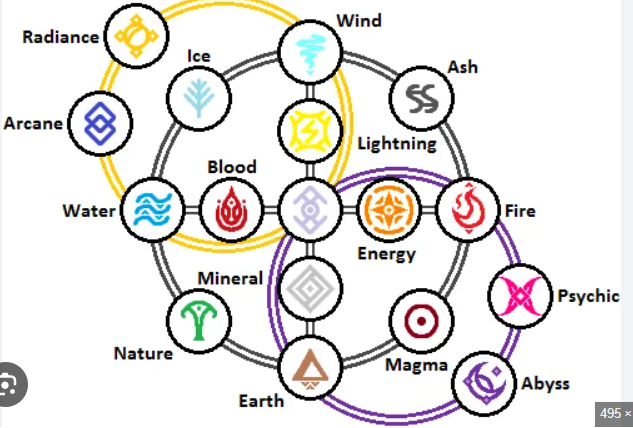 Wind
Radiance
Ice
Ash
Arcane
Lightning
Blood
Water
Fire
Energy
Mineral
Psychic
Nature
Magma
Abyss
Earth
495 ×